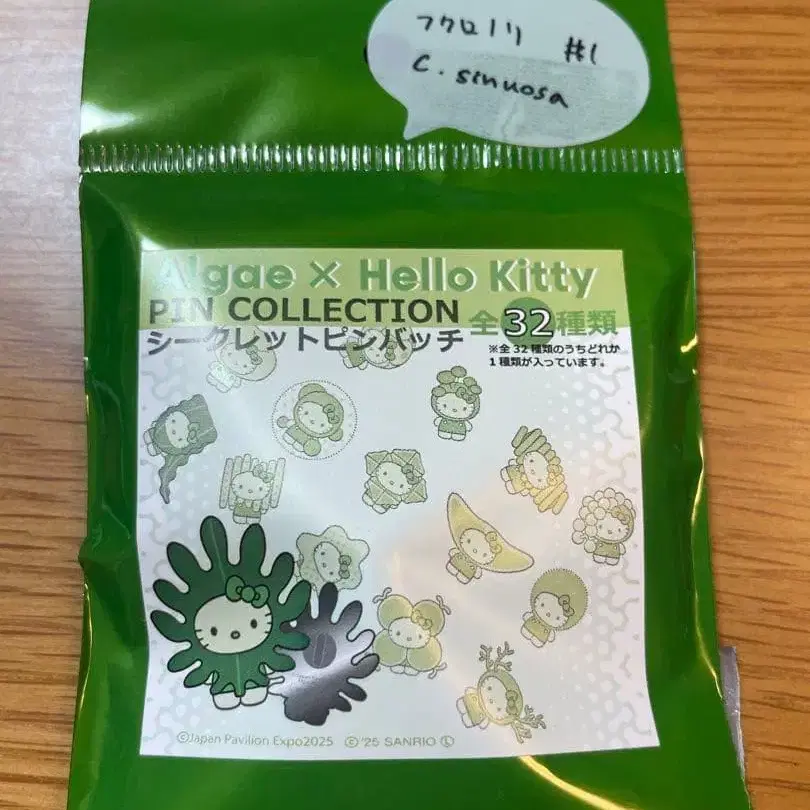 フクロノリ #1
C. sinuosa
Algae × Hello Kitty
PIN COLLECTION
シークレットピンバッチ
全32種類
※全32種類のうちどれか
1種類が入っています。
©Japan Pavilion Expo2025 © '25 SANRIO Ⓛ